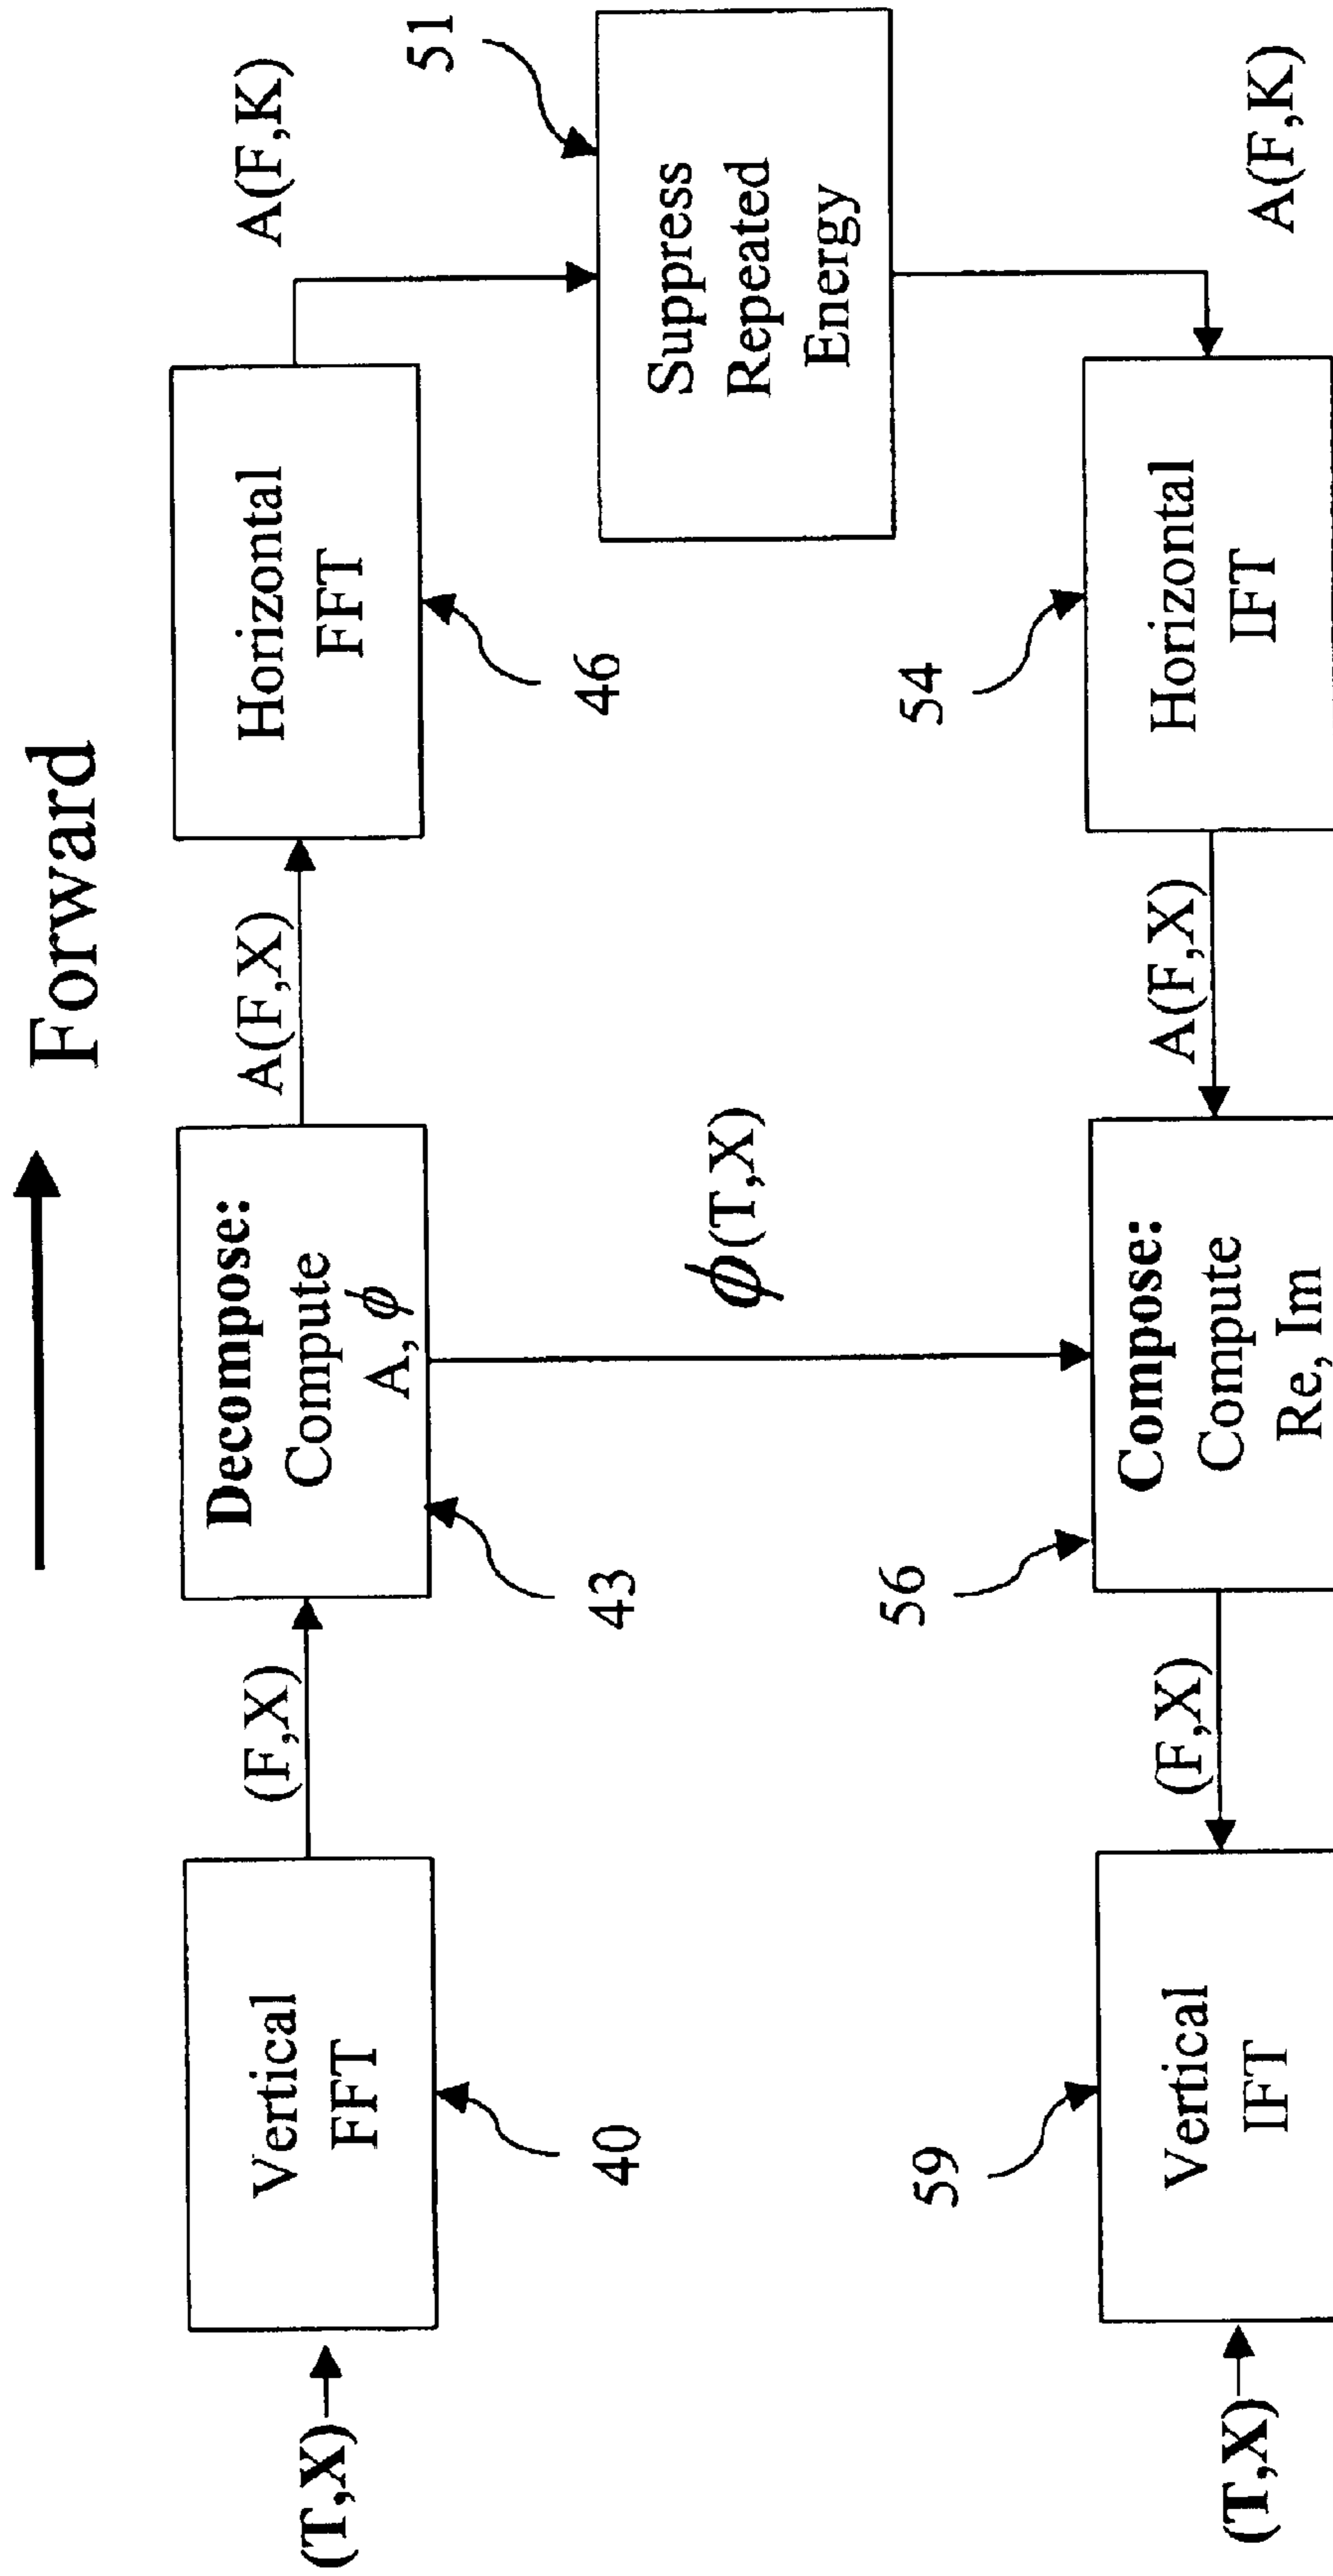 Forward
(T,X)
Vertical
FFT
40
(F,X)
Decompose:
Compute
A, ϕ
43
A(F,X)
Horizontal
FFT
46
A(F,K)
51
Suppress
Repeated
Energy
ϕ(T,X)
A(F,K)
54
Horizontal
IFT
A(F,X)
56
Compose:
Compute
Re, Im
(F,X)
59
Vertical
IFT
(T,X)